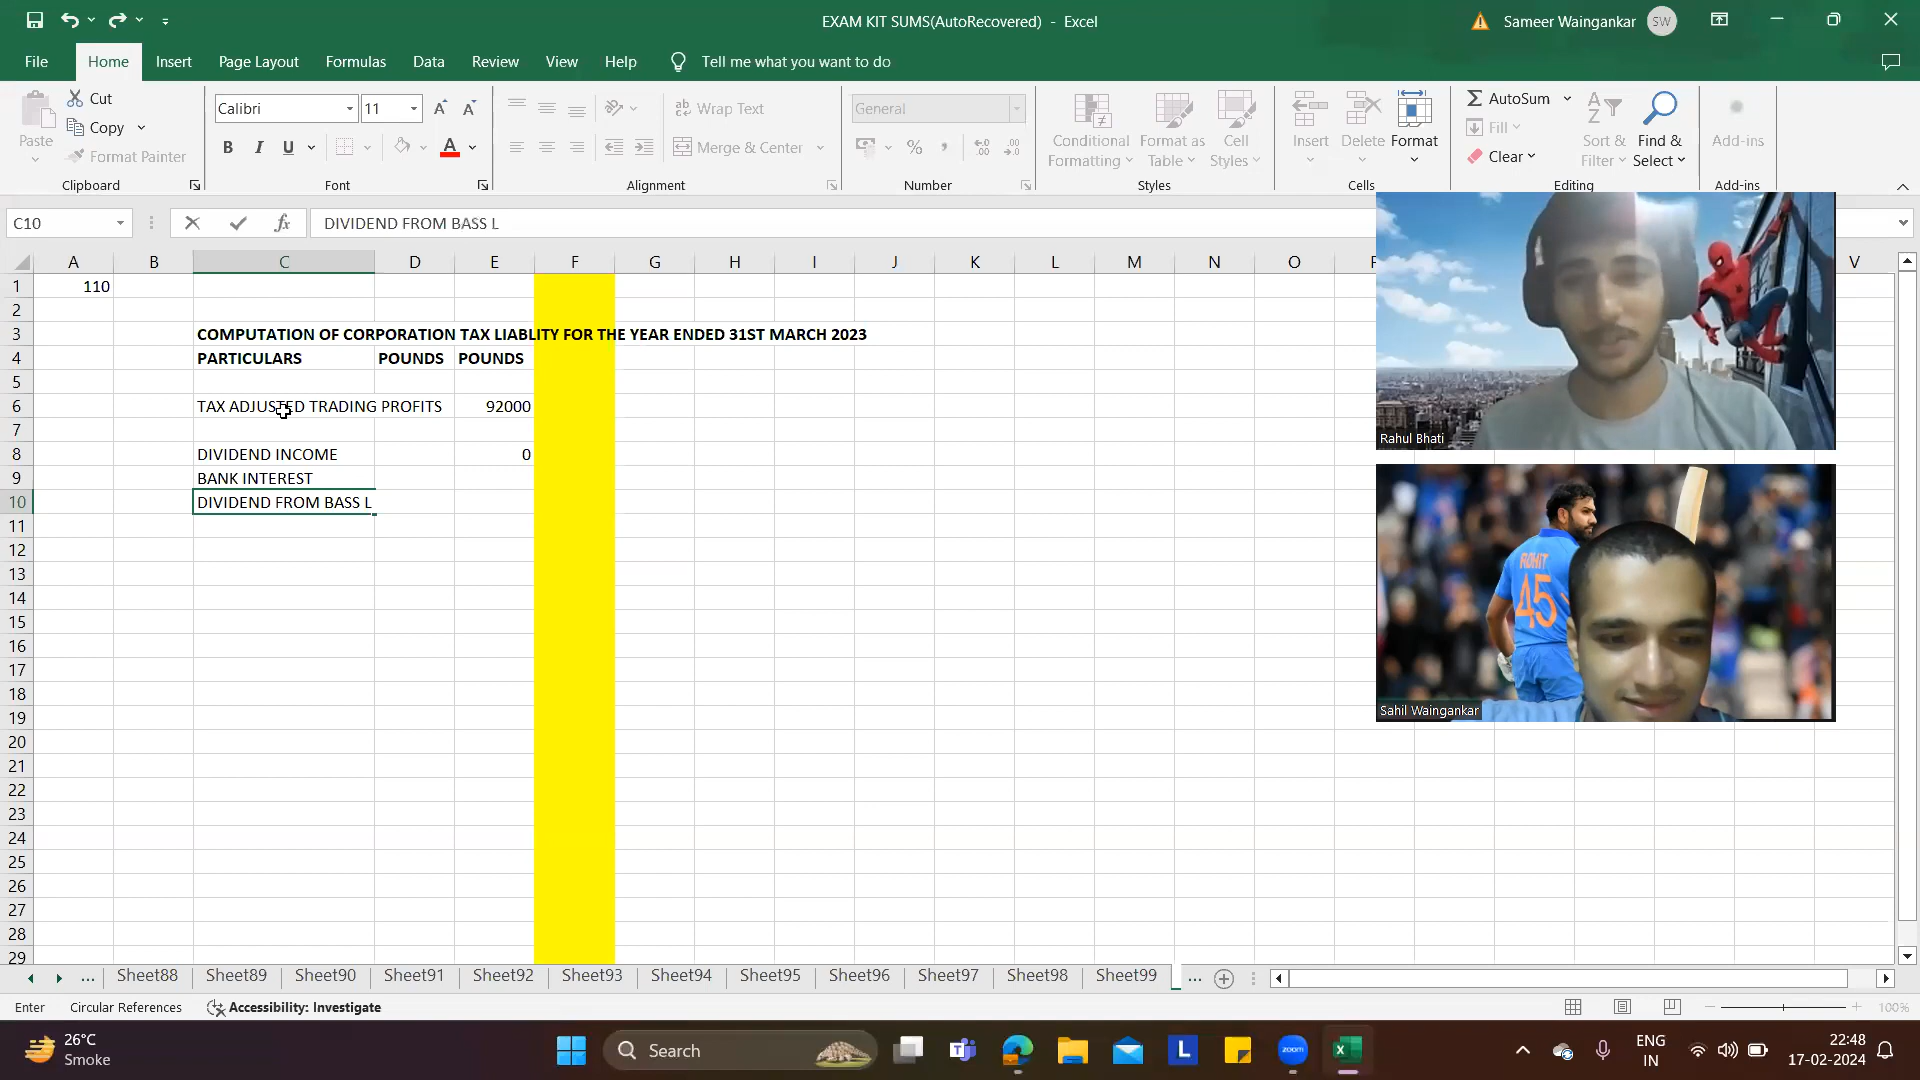 EXAM KIT SUMS(AutoRecovered) - Excel
Sameer Waingankar SW
File Home Insert Page Layout Formulas Data Review View Help Tell me what you want to do
Cut
Copy
Format Painter
Paste
Clipboard
Calibri 11
B I U
Font
Wrap Text
Merge & Center
Alignment
General
Number
Conditional Formatting
Format as Table
Cell Styles
Styles
Insert Delete Format
Cells
AutoSum
Fill
Clear
Sort & Filter
Find & Select
Editing
Add-ins
Add-ins
C10 fx DIVIDEND FROM BASS L
A B C D E F G H I J K L M N O V
1 110
2
3 COMPUTATION OF CORPORATION TAX LIABLITY FOR THE YEAR ENDED 31ST MARCH 2023
4 PARTICULARS POUNDS POUNDS
5
6 TAX ADJUSTED TRADING PROFITS 92000
7
8 DIVIDEND INCOME 0
9 BANK INTEREST
10 DIVIDEND FROM BASS L
11
12
13
14
15
16
17
18
19
20
21
22
23
24
25
26
27
28
29
Rahul Bhati
ROHIT
45
Sahil Waingankar
... Sheet88 Sheet89 Sheet90 Sheet91 Sheet92 Sheet93 Sheet94 Sheet95 Sheet96 Sheet97 Sheet98 Sheet99 ...
Enter Circular References Accessibility: Investigate 100%
26°C
Smoke
Search
zoom
L
ENG
IN
22:48
17-02-2024